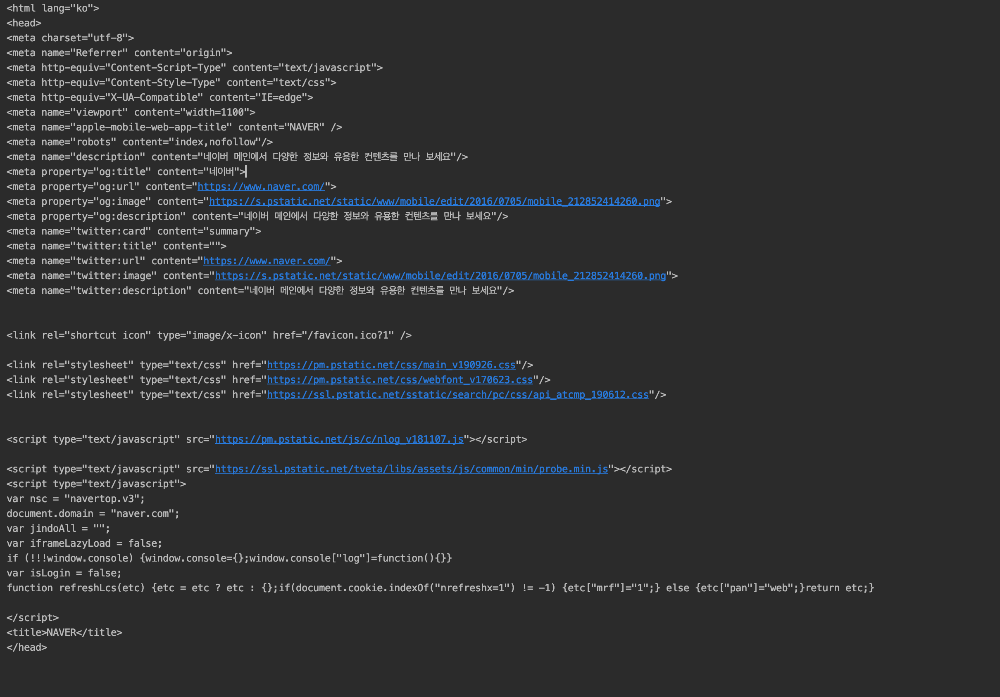 <html lang="ko">
<head>
<meta charset="utf-8">
<meta name="Referrer" content="origin">
<meta http-equiv="Content-Script-Type" content="text/javascript">
<meta http-equiv="Content-Style-Type" content="text/css">
<meta http-equiv="X-UA-Compatible" content="IE=edge">
<meta name="viewport" content="width=1100">
<meta name="apple-mobile-web-app-title" content="NAVER" />
<meta name="robots" content="index,nofollow"/>
<meta name="description" content="네이버 메인에서 다양한 정보와 유용한 컨텐츠를 만나 보세요"/>
<meta property="og:title" content="네이버">
<meta property="og:url" content="https://www.naver.com/">
<meta property="og:image" content="https://s.pstatic.net/static/www/mobile/edit/2016/0705/mobile_212852414260.png">
<meta property="og:description" content="네이버 메인에서 다양한 정보와 유용한 컨텐츠를 만나 보세요"/>
<meta name="twitter:card" content="summary">
<meta name="twitter:title" content="">
<meta name="twitter:url" content="https://www.naver.com/">
<meta name="twitter:image" content="https://s.pstatic.net/static/www/mobile/edit/2016/0705/mobile_212852414260.png">
<meta name="twitter:description" content="네이버 메인에서 다양한 정보와 유용한 컨텐츠를 만나 보세요"/>
<link rel="shortcut icon" type="image/x-icon" href="/favicon.ico?1" />
<link rel="stylesheet" type="text/css" href="https://pm.pstatic.net/css/main_v190926.css"/>
<link rel="stylesheet" type="text/css" href="https://pm.pstatic.net/css/webfont_v170623.css"/>
<link rel="stylesheet" type="text/css" href="https://ssl.pstatic.net/sstatic/search/pc/css/api_atcmp_190612.css"/>
<script type="text/javascript" src="https://pm.pstatic.net/js/c/nlog_v181107.js"></script>
<script type="text/javascript" src="https://ssl.pstatic.net/tveta/libs/assets/js/common/min/probe.min.js"></script>
<script type="text/javascript">
var nsc = "navertop.v3";
document.domain = "naver.com";
var jindoAll = "";
var iframeLazyLoad = false;
if (!!!window.console) {window.console={};window.console["log"]=function(){}}
var isLogin = false;
function refreshLcs(etc) {etc = etc ? etc : {};if(document.cookie.indexOf("nrefreshx=1") != -1) {etc["mrf"]="1";} else {etc["pan"]="web";}return etc;}
</script>
<title>NAVER</title>
</head>